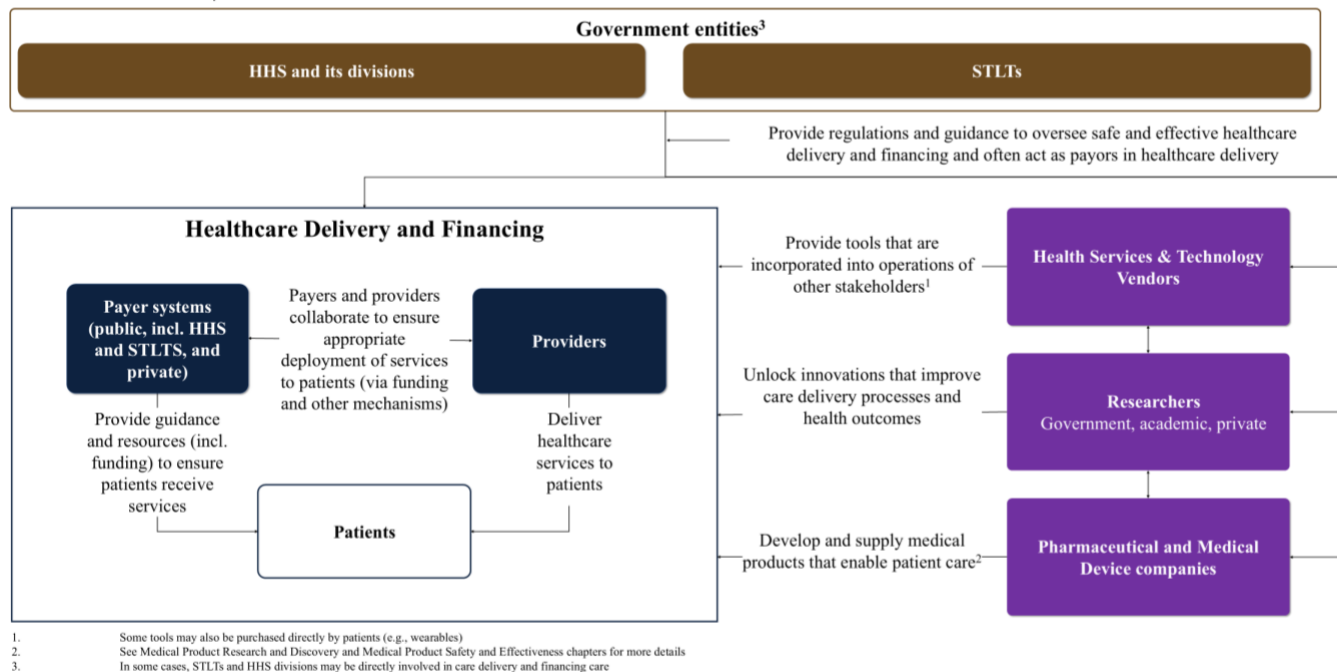 Government entities³
HHS and its divisions
STLTs
Provide regulations and guidance to oversee safe and effective healthcare
delivery and financing and often act as payors in healthcare delivery
Healthcare Delivery and Financing
Payer systems
(public, incl. HHS
and STLTS, and
private)
Payers and providers
collaborate to ensure
appropriate
deployment of services
to patients (via funding
and other mechanisms)
Providers
Provide guidance
and resources (incl.
funding) to ensure
patients receive
services
Deliver
healthcare
services to
patients
Patients
Provide tools that are
incorporated into operations of
other stakeholders¹
Health Services & Technology
Vendors
Unlock innovations that improve
care delivery processes and
health outcomes
Researchers
Government, academic, private
Develop and supply medical
products that enable patient care²
Pharmaceutical and Medical
Device companies
1. Some tools may also be purchased directly by patients (e.g., wearables)
2. See Medical Product Research and Discovery and Medical Product Safety and Effectiveness chapters for more details
3. In some cases, STLTs and HHS divisions may be directly involved in care delivery and financing care